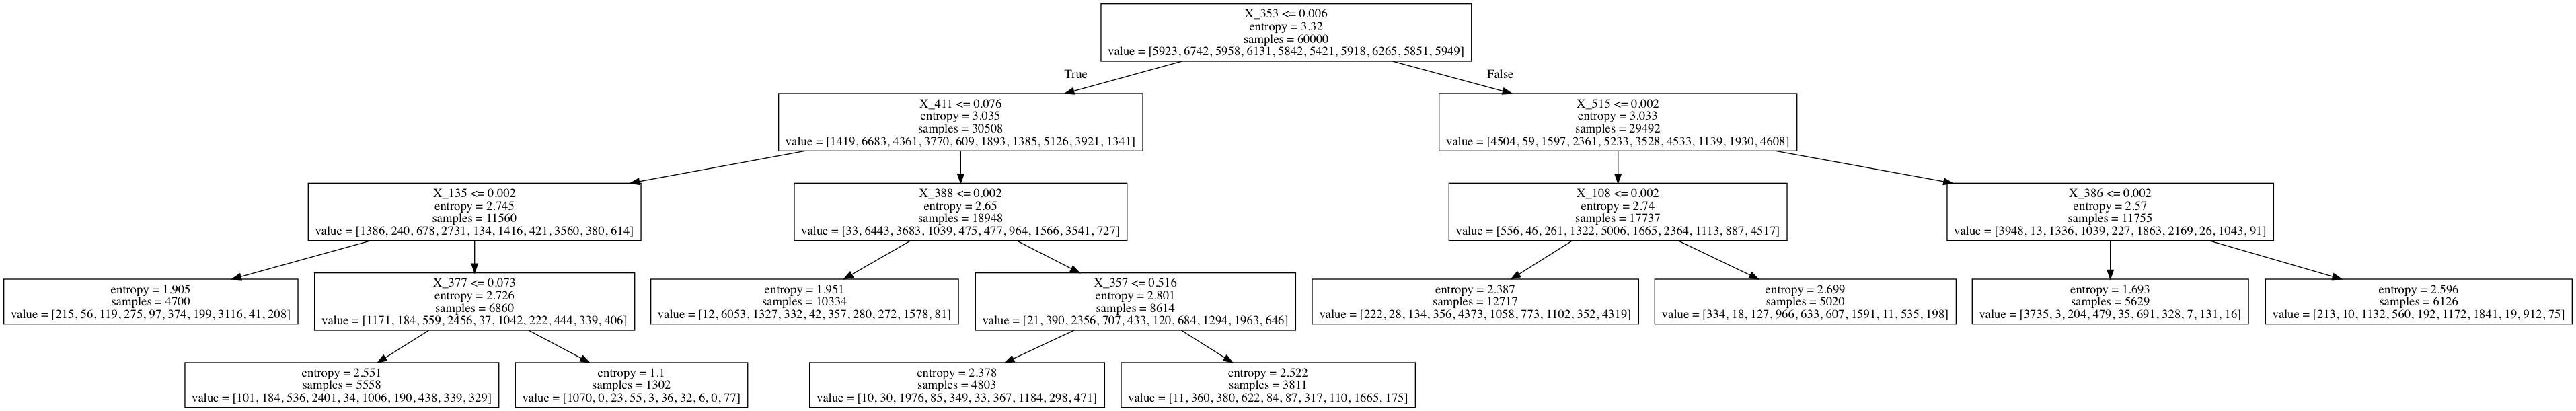 X_353 <= 0.006
entropy = 3.32
samples = 60000
value = [5923, 6742, 5958, 6131, 5842, 5421, 5918, 6265, 5851, 5949]
True
False
X_411 <= 0.076
entropy = 3.035
samples = 30508
value = [1419, 6683, 4361, 3770, 609, 1893, 1385, 5126, 3921, 1341]
X_515 <= 0.002
entropy = 3.033
samples = 29492
value = [4504, 59, 1597, 2361, 5233, 3528, 4533, 1139, 1930, 4608]
X_135 <= 0.002
entropy = 2.745
samples = 11560
value = [1386, 240, 678, 2731, 134, 1416, 421, 3560, 380, 614]
X_388 <= 0.002
entropy = 2.65
samples = 18948
value = [33, 6443, 3683, 1039, 475, 477, 964, 1566, 3541, 727]
X_108 <= 0.002
entropy = 2.74
samples = 17737
value = [556, 46, 261, 1322, 5006, 1665, 2364, 1113, 887, 4517]
X_386 <= 0.002
entropy = 2.57
samples = 11755
value = [3948, 13, 1336, 1039, 227, 1863, 2169, 26, 1043, 91]
entropy = 1.905
samples = 4700
value = [215, 56, 119, 275, 97, 374, 199, 3116, 41, 208]
X_377 <= 0.073
entropy = 2.726
samples = 6860
value = [1171, 184, 559, 2456, 37, 1042, 222, 444, 339, 406]
entropy = 1.951
samples = 10334
value = [12, 6053, 1327, 332, 42, 357, 280, 272, 1578, 81]
X_357 <= 0.516
entropy = 2.801
samples = 8614
value = [21, 390, 2356, 707, 433, 120, 684, 1294, 1963, 646]
entropy = 2.387
samples = 12717
value = [222, 28, 134, 356, 4373, 1058, 773, 1102, 352, 4319]
entropy = 2.699
samples = 5020
value = [334, 18, 127, 966, 633, 607, 1591, 11, 535, 198]
entropy = 1.693
samples = 5629
value = [3735, 3, 204, 479, 35, 691, 328, 7, 131, 16]
entropy = 2.596
samples = 6126
value = [213, 10, 1132, 560, 192, 1172, 1841, 19, 912, 75]
entropy = 2.551
samples = 5558
value = [101, 184, 536, 2401, 34, 1006, 190, 438, 339, 329]
entropy = 1.1
samples = 1302
value = [1070, 0, 23, 55, 3, 36, 32, 6, 0, 77]
entropy = 2.378
samples = 4803
value = [10, 30, 1976, 85, 349, 33, 367, 1184, 298, 471]
entropy = 2.522
samples = 3811
value = [11, 360, 380, 622, 84, 87, 317, 110, 1665, 175]